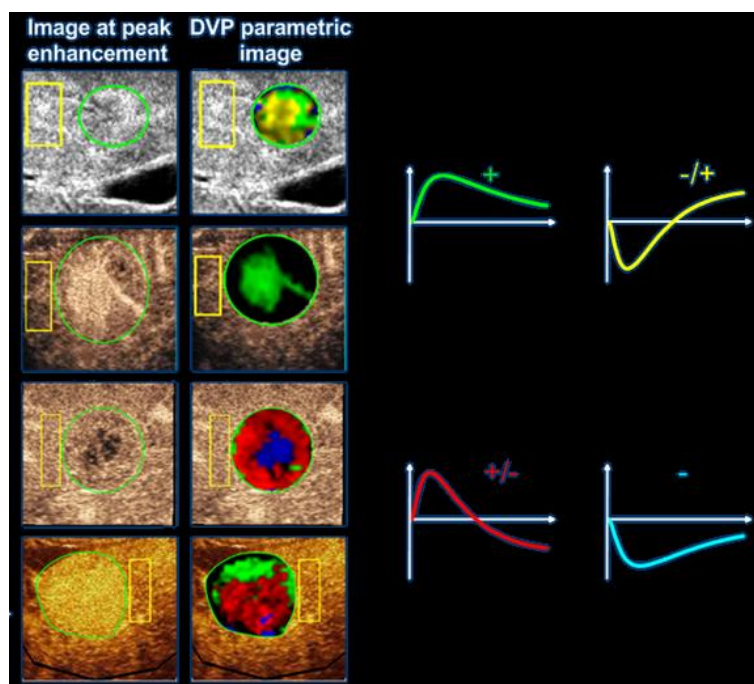 Image at peak
enhancement
DVP parametric
image
+
-/+
+/-
-